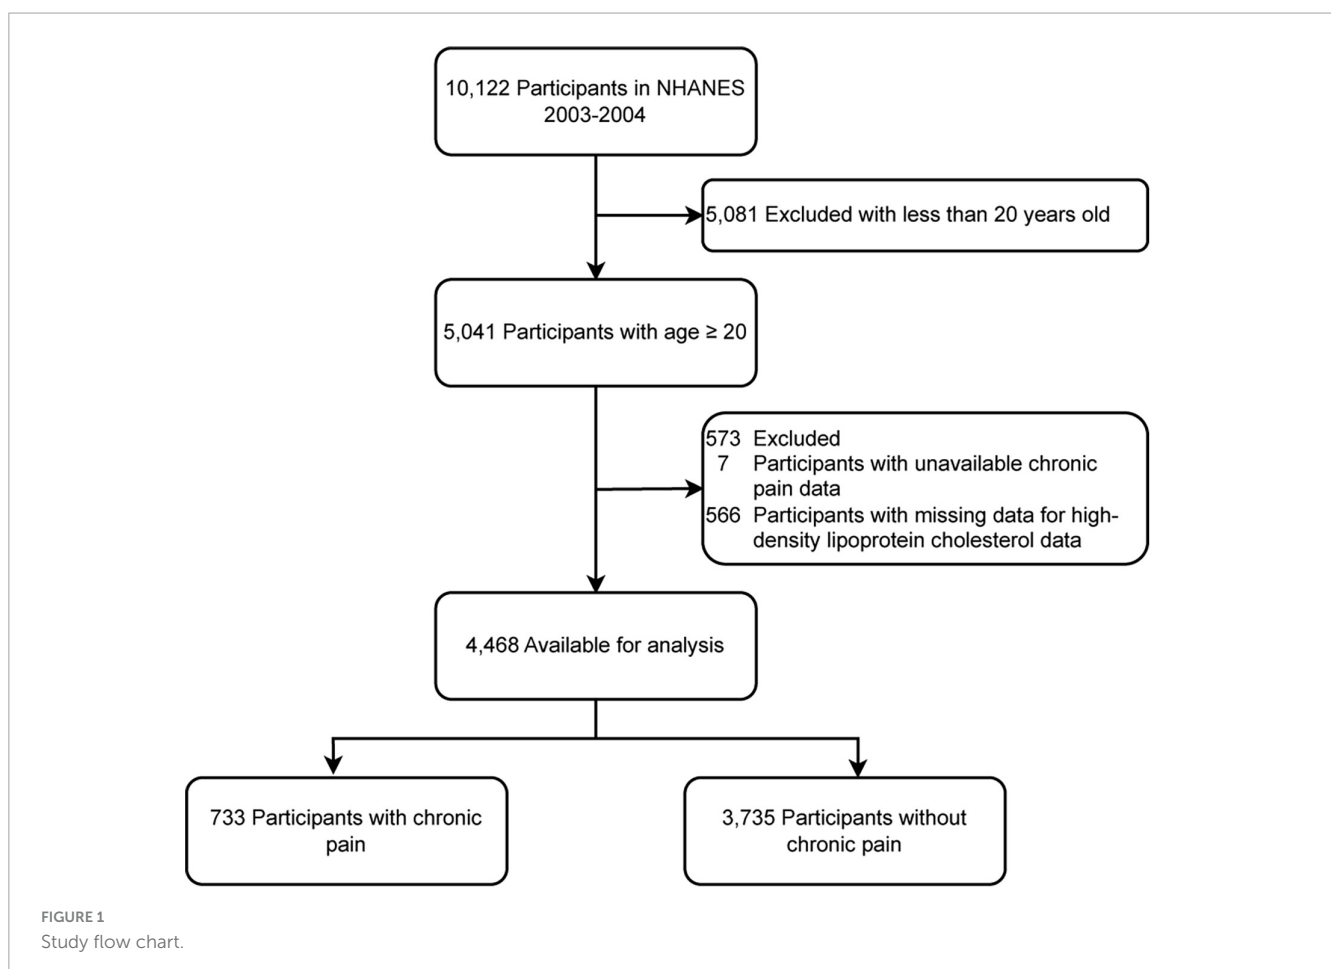 10,122 Participants in NHANES
2003-2004
5,081 Excluded with less than 20 years old
5,041 Participants with age ≥ 20
573 Excluded
7 Participants with unavailable chronic
pain data
566 Participants with missing data for high-
density lipoprotein cholesterol data
4,468 Available for analysis
733 Participants with chronic
pain
3,735 Participants without
chronic pain
FIGURE 1
Study flow chart.